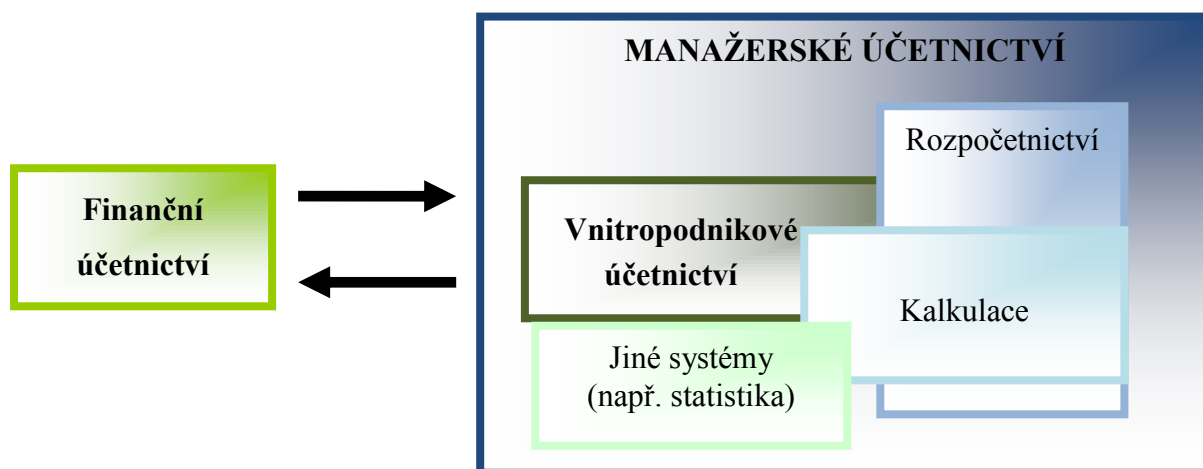 MANAŽERSKÉ ÚČETNICTVÍ
Finanční
účetnictví
Rozpočetnictví
Vnitropodnikové
účetnictví
Kalkulace
Jiné systémy
(např. statistika)